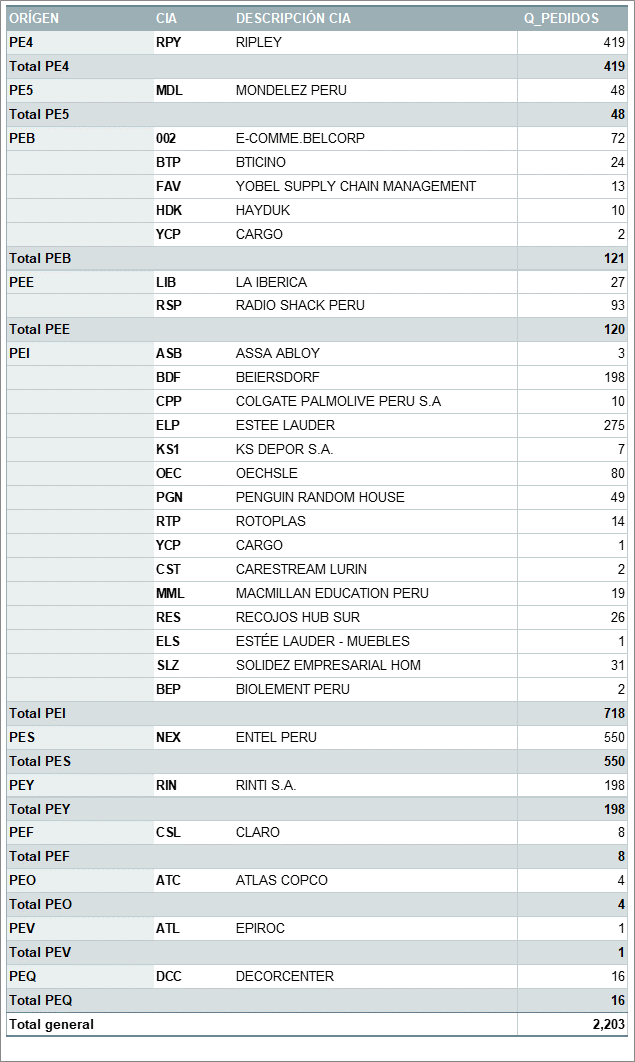 ORÍGEN CIA DESCRIPCIÓN CIA Q_PEDIDOS
PE4 RPY RIPLEY 419
Total PE4 419
PE5 MDL MONDELEZ PERU 48
Total PE5 48
PEB 002 E-COMME.BELCORP 72
BTP BTICINO 24
FAV YOBEL SUPPLY CHAIN MANAGEMENT 13
HDK HAYDUK 10
YCP CARGO 2
Total PEB 121
PEE LIB LA IBERICA 27
RSP RADIO SHACK PERU 93
Total PEE 120
PEI ASB ASSA ABLOY 3
BDF BEIERSDORF 198
CPP COLGATE PALMOLIVE PERU S.A 10
ELP ESTEE LAUDER 275
KS1 KS DEPOR S.A. 7
OEC OECHSLE 80
PGN PENGUIN RANDOM HOUSE 49
RTP ROTOPLAS 14
YCP CARGO 1
CST CARESTREAM LURIN 2
MML MACMILLAN EDUCATION PERU 19
RES RECOJOS HUB SUR 26
ELS ESTÉE LAUDER - MUEBLES 1
SLZ SOLIDEZ EMPRESARIAL HOM 31
BEP BIOLEMENT PERU 2
Total PEI 718
PES NEX ENTEL PERU 550
Total PES 550
PEY RIN RINTI S.A. 198
Total PEY 198
PEF CSL CLARO 8
Total PEF 8
PEO ATC ATLAS COPCO 4
Total PEO 4
PEV ATL EPIROC 1
Total PEV 1
PEQ DCC DECORCENTER 16
Total PEQ 16
Total general 2,203